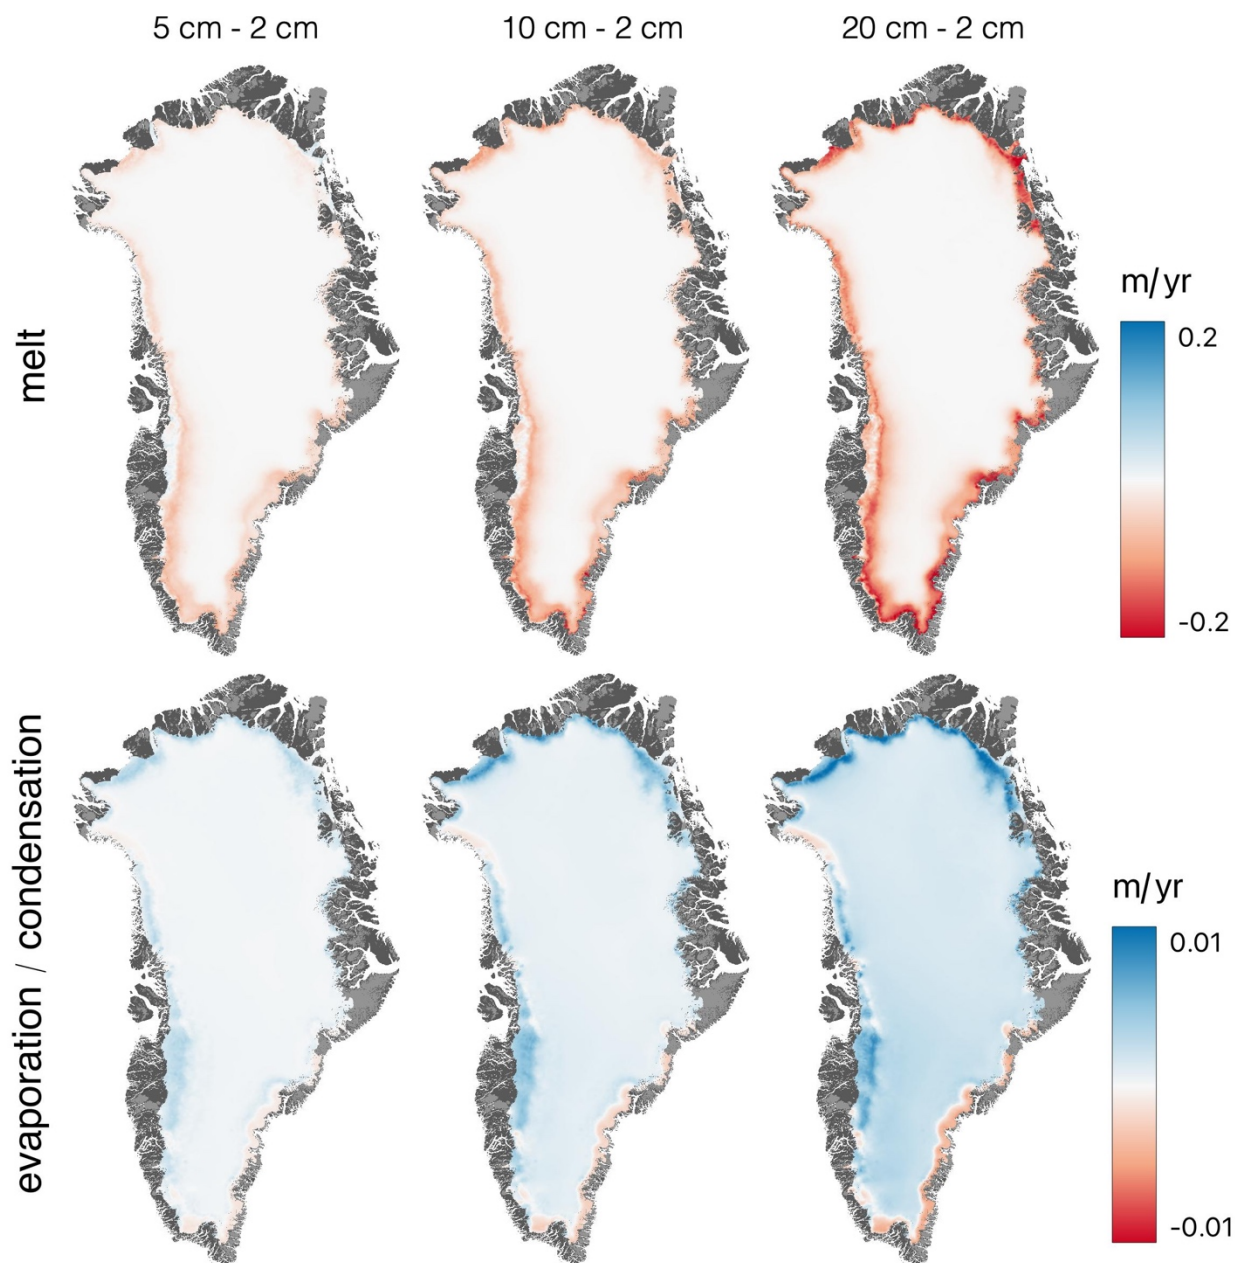 5 cm - 2 cm
10 cm - 2 cm
20 cm - 2 cm
melt
m/yr
0.2
-0.2
evaporation / condensation
m/yr
0.01
-0.01